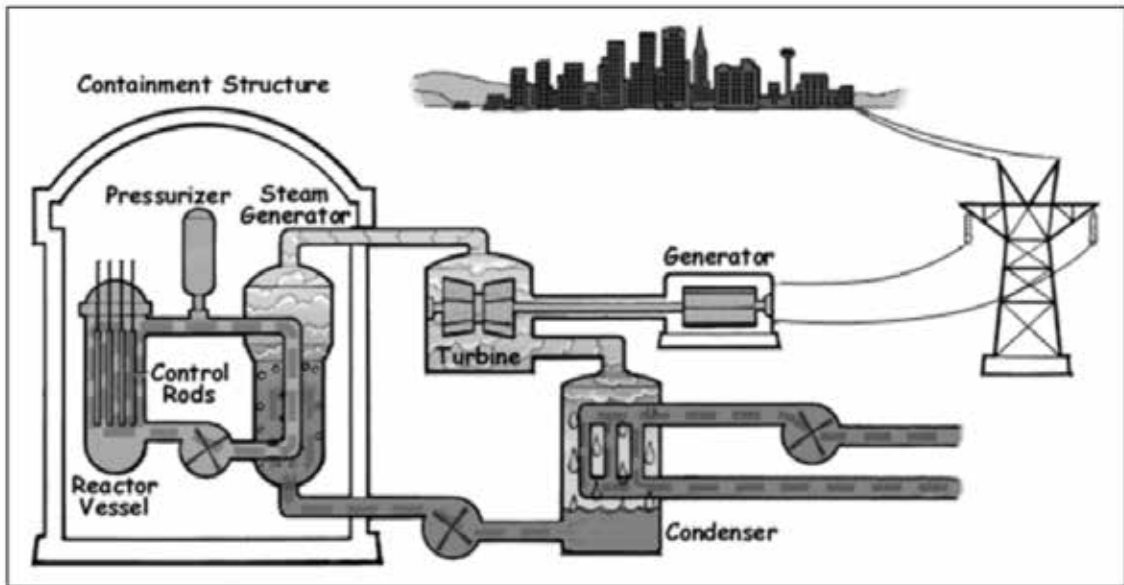 Containment Structure
Pressurizer
Steam
Generator
Generator
Turbine
Control
Rods
Reactor
Vessel
Condenser